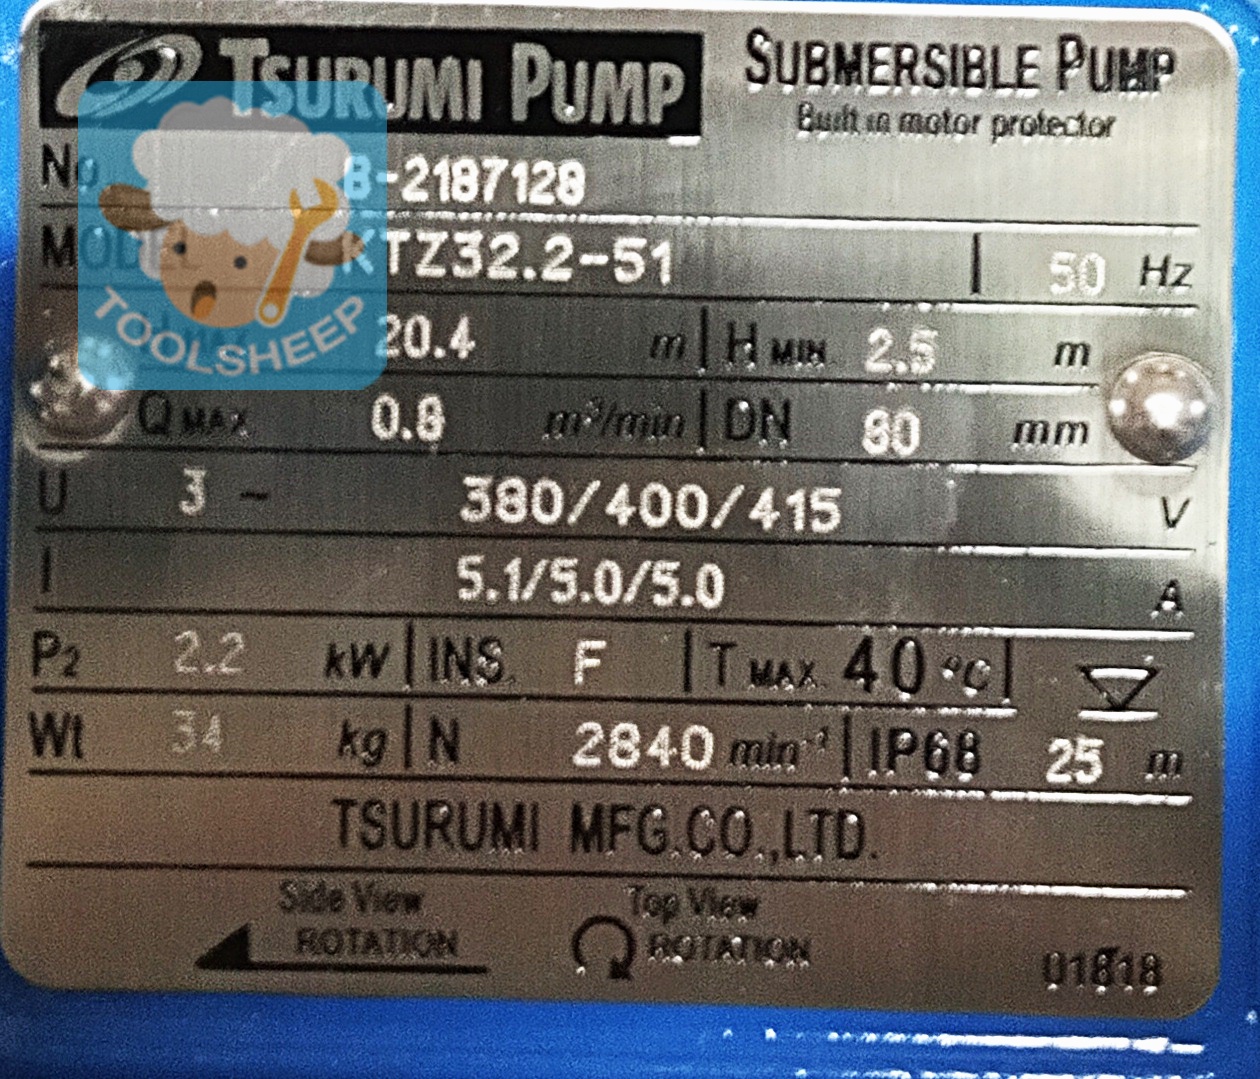 TSURUMI PUMP SUBMERSIBLE PUMP
Built in motor protector
No 8-2187128
MODEL KTZ32.2-51 50 Hz
20.4 m H MIN 2.5 m
Q MAX 0.8 m³/min DN 80 mm
U 3 ~ 380/400/415 V
I 5.1/5.0/5.0 A
P2 2.2 kW INS. F T MAX. 40 °C
Wt 34 kg N 2840 min⁻¹ IP68 25 m
TSURUMI MFG.CO.,LTD.
Side View Top View
ROTATION ROTATION
01818
TOOLSHEEP